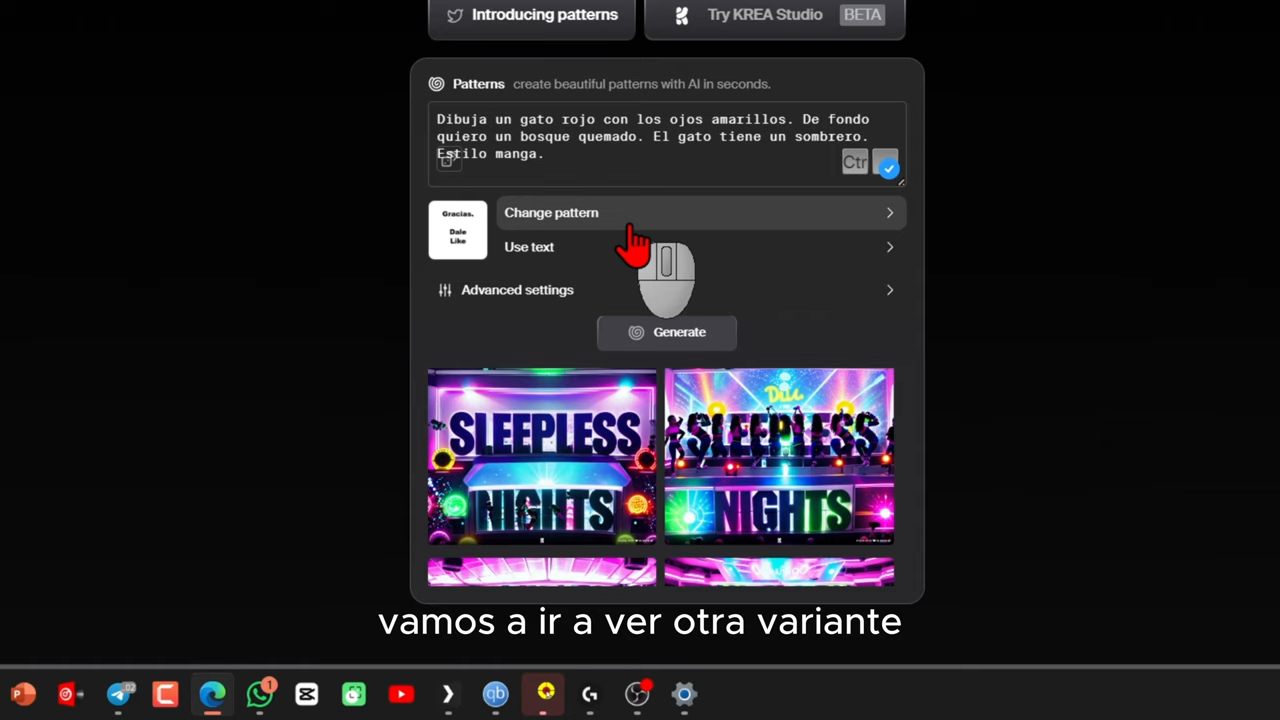 Introducing patterns
Try KREA Studio BETA
Patterns create beautiful patterns with AI in seconds.
Dibuja un gato rojo con los ojos amarillos. De fondo
quiero un bosque quemado. El gato tiene un sombrero.
Estilo manga.
Ctr
Gracias.
Dale
Like
Change pattern
Use text
Advanced settings
Generate
SLEEPLESS
NIGHTS
SLEEPLESS
NIGHTS
vamos a ir a ver otra variante